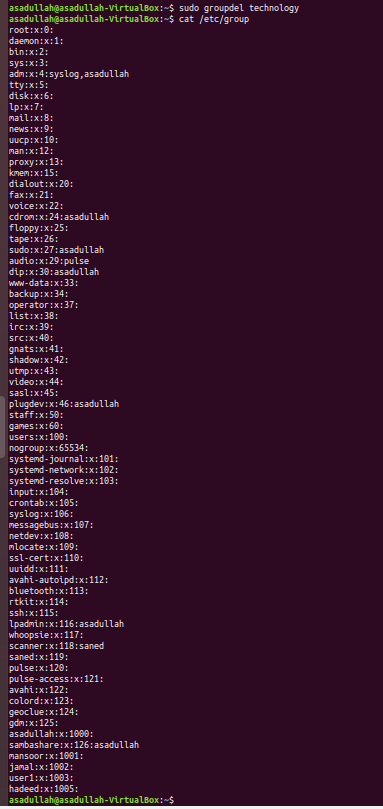 asadullah@asadullah-VirtualBox:~$ sudo groupdel technology
asadullah@asadullah-VirtualBox:~$ cat /etc/group
root:x:0:
daemon:x:1:
bin:x:2:
sys:x:3:
adm:x:4:syslog,asadullah
tty:x:5:
disk:x:6:
lp:x:7:
mail:x:8:
news:x:9:
uucp:x:10:
man:x:12:
proxy:x:13:
kmem:x:15:
dialout:x:20:
fax:x:21:
voice:x:22:
cdrom:x:24:asadullah
floppy:x:25:
tape:x:26:
sudo:x:27:asadullah
audio:x:29:pulse
dip:x:30:asadullah
www-data:x:33:
backup:x:34:
operator:x:37:
list:x:38:
irc:x:39:
src:x:40:
gnats:x:41:
shadow:x:42:
utmp:x:43:
video:x:44:
sasl:x:45:
plugdev:x:46:asadullah
staff:x:50:
games:x:60:
users:x:100:
nogroup:x:65534:
systemd-journal:x:101:
systemd-network:x:102:
systemd-resolve:x:103:
input:x:104:
crontab:x:105:
syslog:x:106:
messagebus:x:107:
netdev:x:108:
mlocate:x:109:
ssl-cert:x:110:
uuidd:x:111:
avahi-autoipd:x:112:
bluetooth:x:113:
rtkit:x:114:
ssh:x:115:
lpadmin:x:116:asadullah
whoopsie:x:117:
scanner:x:118:saned
saned:x:119:
pulse:x:120:
pulse-access:x:121:
avahi:x:122:
colord:x:123:
geoclue:x:124:
gdm:x:125:
asadullah:x:1000:
sambashare:x:126:asadullah
mansoor:x:1001:
jamal:x:1002:
user1:x:1003:
hadeed:x:1005:
asadullah@asadullah-VirtualBox:~$